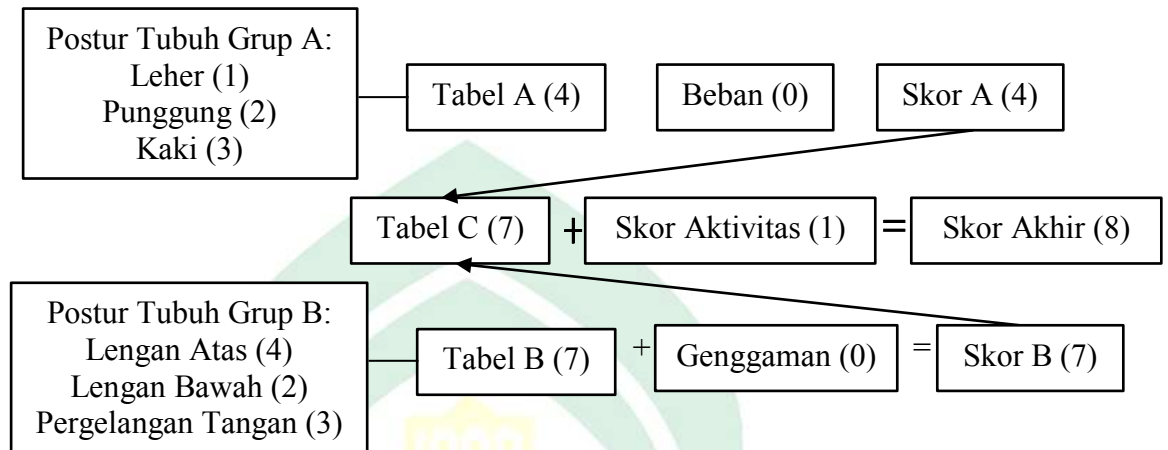 Postur Tubuh Grup A:
Leher (1)
Punggung (2)
Kaki (3)
Tabel A (4)
Beban (0)
Skor A (4)
Tabel C (7)
+
Skor Aktivitas (1)
=
Skor Akhir (8)
Postur Tubuh Grup B:
Lengan Atas (4)
Lengan Bawah (2)
Pergelangan Tangan (3)
Tabel B (7)
+
Genggaman (0)
=
Skor B (7)